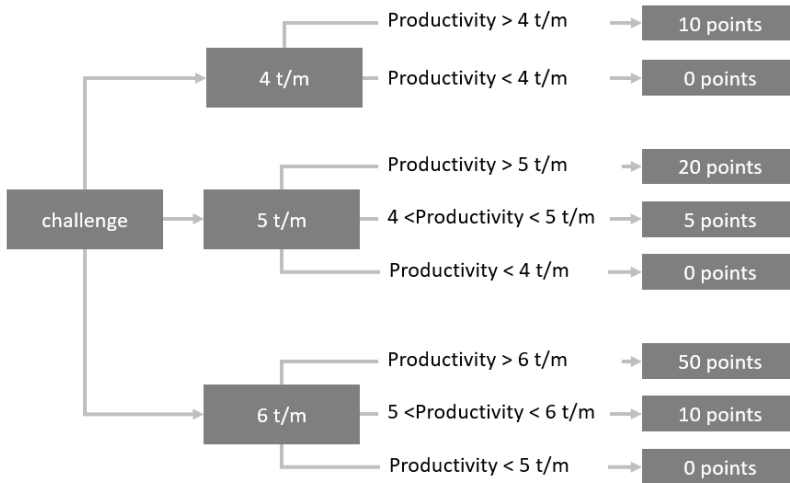 Productivity > 4 t/m
10 points
4 t/m
Productivity < 4 t/m
0 points
Productivity > 5 t/m
20 points
challenge
5 t/m
4 <Productivity < 5 t/m
5 points
Productivity < 4 t/m
0 points
Productivity > 6 t/m
50 points
6 t/m
5 <Productivity < 6 t/m
10 points
Productivity < 5 t/m
0 points